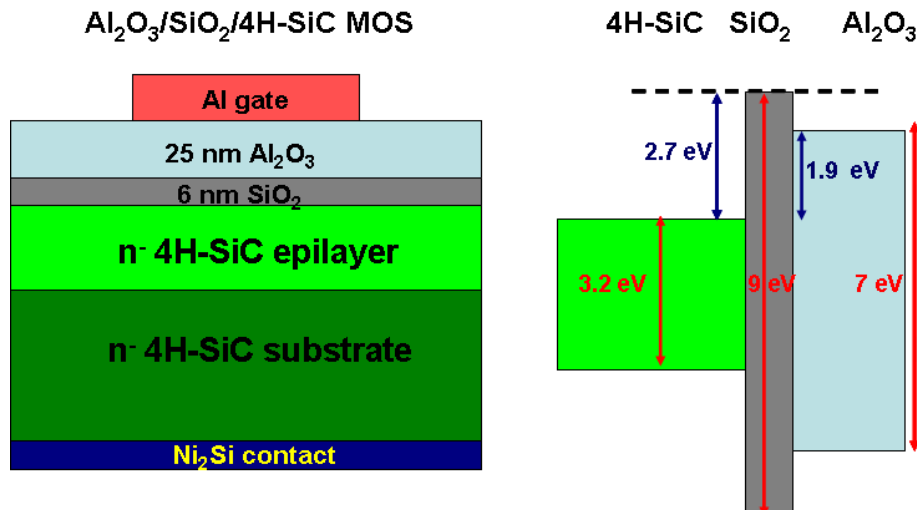 Al₂O₃/SiO₂/4H-SiC MOS
Al gate
25 nm Al₂O₃
6 nm SiO₂
n⁻ 4H-SiC epilayer
n⁻ 4H-SiC substrate
Ni₂Si contact
4H-SiC SiO₂ Al₂O₃
2.7 eV
1.9 eV
3.2 eV
9 eV
7 eV